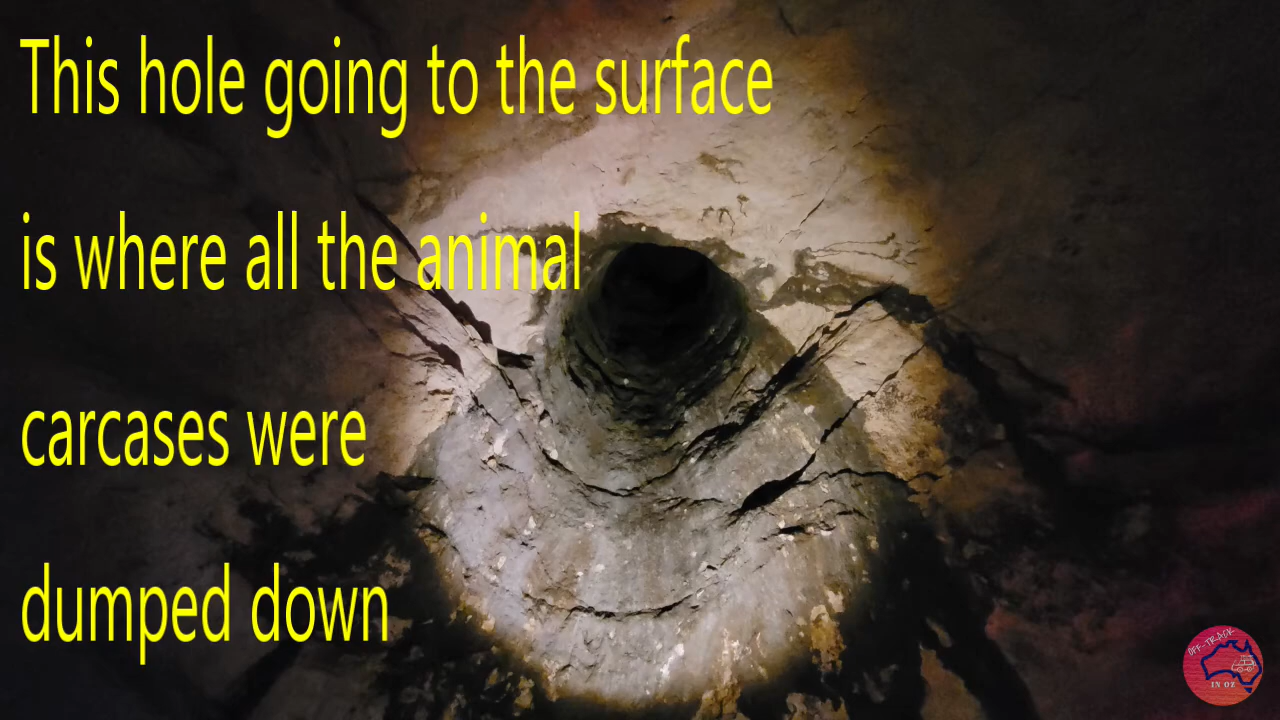 This hole going to the surface
is where all the animal
carcases were
dumped down
OFF-TRACK
IN OZ